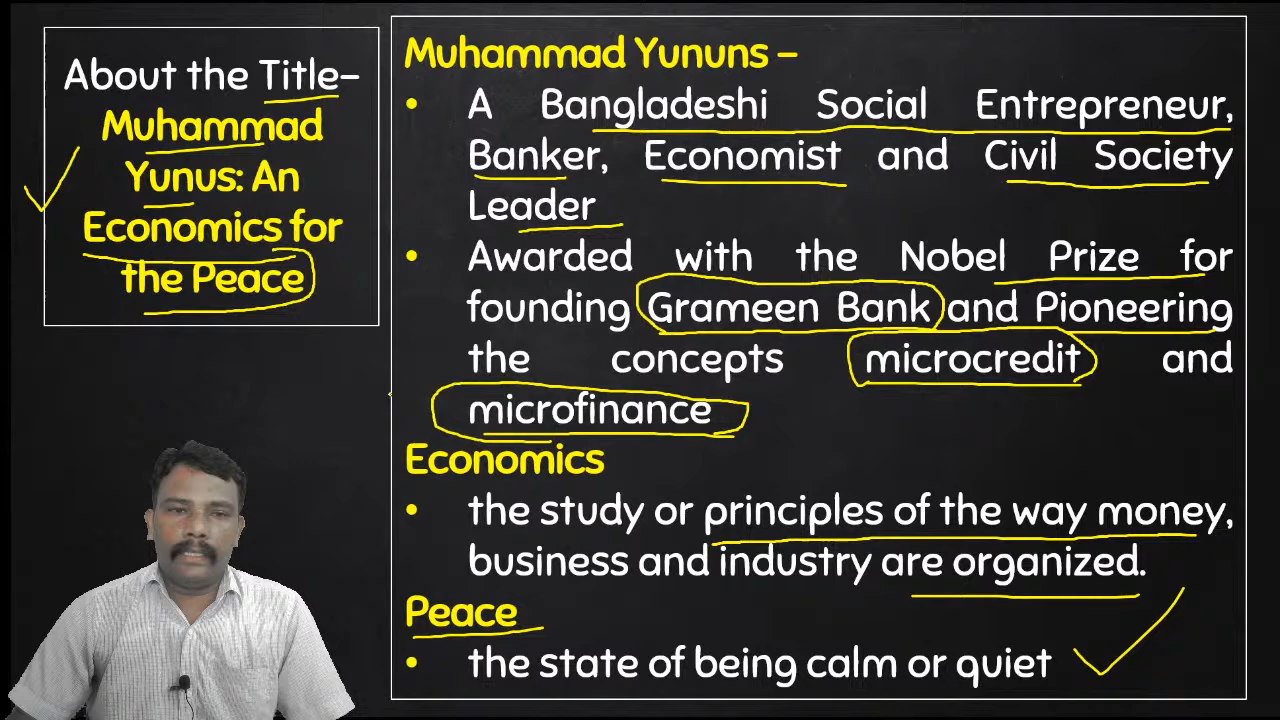 About the Title–
Muhammad
Yunus: An
Economics for
the Peace
Muhammad Yununs –
• A Bangladeshi Social Entrepreneur,
Banker, Economist and Civil Society
Leader
• Awarded with the Nobel Prize for
founding Grameen Bank and Pioneering
the concepts microcredit and
microfinance
Economics
• the study or principles of the way money,
business and industry are organized.
Peace
• the state of being calm or quiet